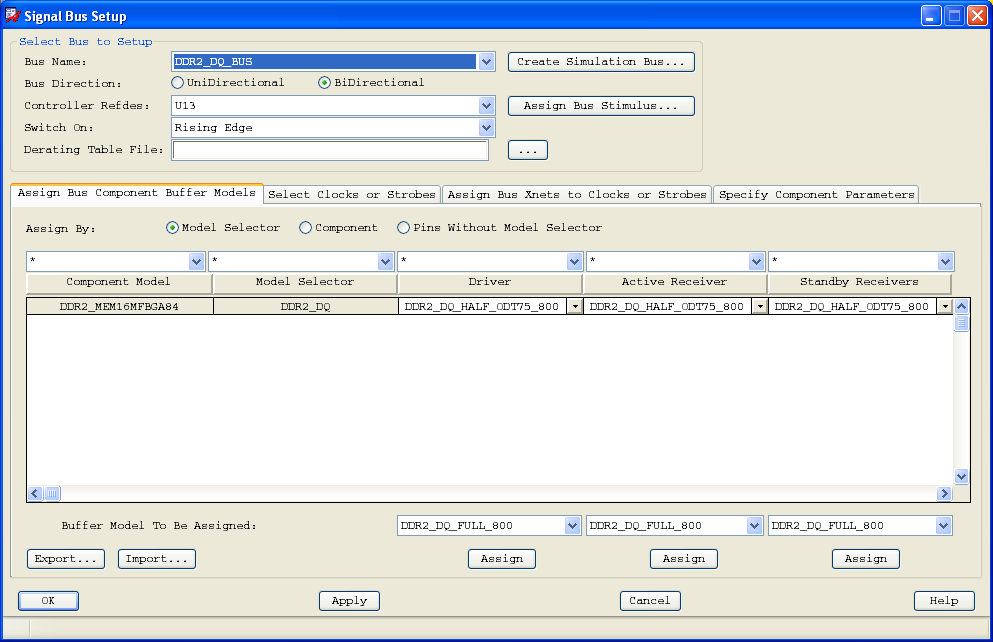 Signal Bus Setup
Select Bus to Setup
Bus Name: DDR2_DQ_BUS Create Simulation Bus...
Bus Direction: UniDirectional BiDirectional
Controller Refdes: U13 Assign Bus Stimulus...
Switch On: Rising Edge
Derating Table File: ...
Assign Bus Component Buffer Models Select Clocks or Strobes Assign Bus Xnets to Clocks or Strobes Specify Component Parameters
Assign By: Model Selector Component Pins Without Model Selector
* * * * *
Component Model Model Selector Driver Active Receiver Standby Receivers
DDR2_MEM16MFBGA84 DDR2_DQ DDR2_DQ_HALF_ODT75_800 DDR2_DQ_HALF_ODT75_800 DDR2_DQ_HALF_ODT75_800
Buffer Model To Be Assigned: DDR2_DQ_FULL_800 DDR2_DQ_FULL_800 DDR2_DQ_FULL_800
Export... Import... Assign Assign Assign
OK Apply Cancel Help